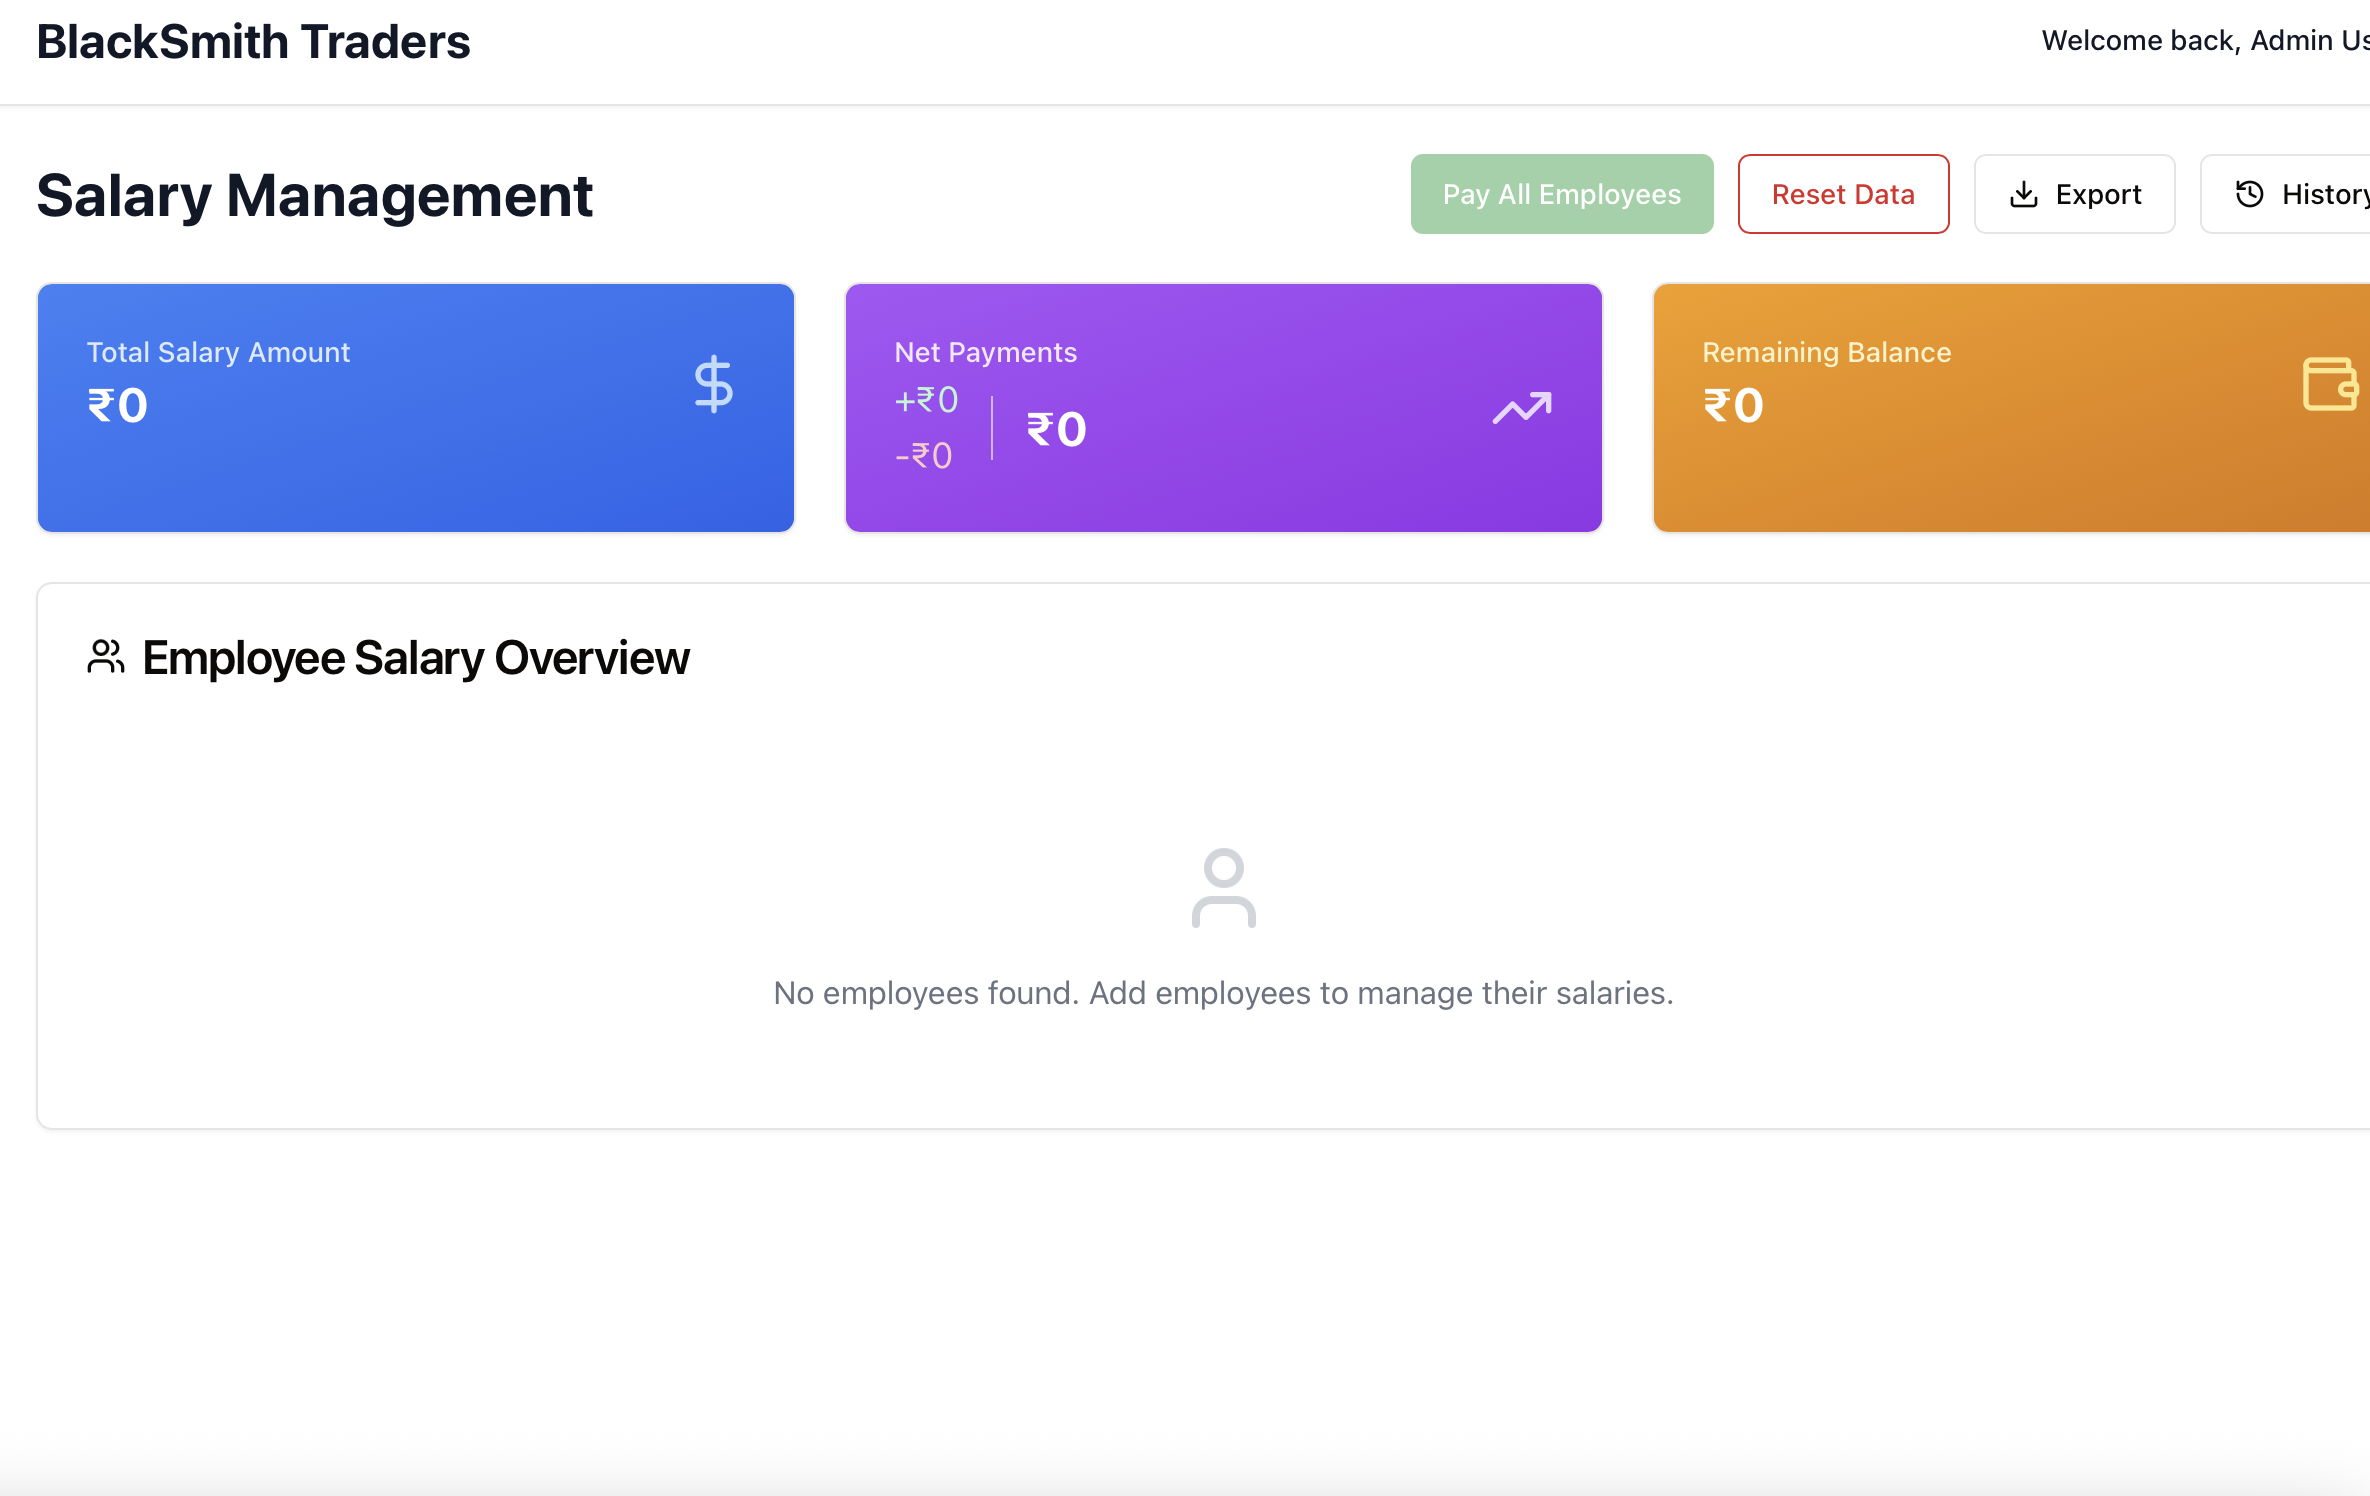 BlackSmith Traders
Welcome back, Admin Us
Salary Management
Pay All Employees
Reset Data
Export
History
Total Salary Amount
₹0
Net Payments
+₹0
-₹0
₹0
Remaining Balance
₹0
Employee Salary Overview
No employees found. Add employees to manage their salaries.